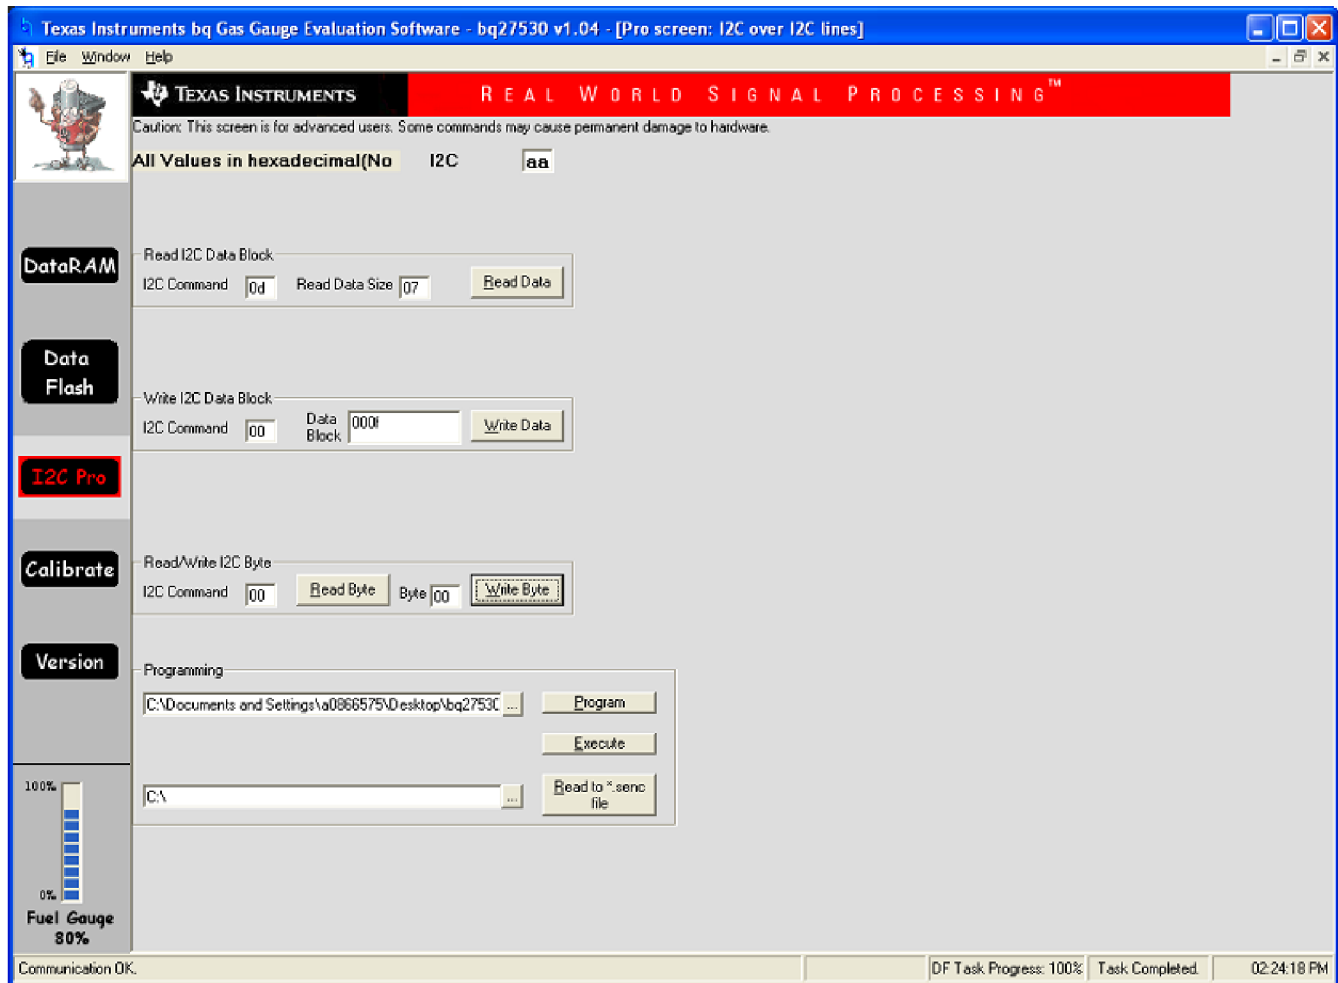 Texas Instruments bq Gas Gauge Evaluation Software - bq27530 v1.04 - [Pro screen: I2C over I2C lines]
File Window Help
TEXAS INSTRUMENTS REAL WORLD SIGNAL PROCESSING™
Caution: This screen is for advanced users. Some commands may cause permanent damage to hardware.
All Values in hexadecimal(No I2C aa
DataRAM
Read I2C Data Block
I2C Command 0d Read Data Size 07 Read Data
Data
Flash
Write I2C Data Block
I2C Command 00 Data Block 000f Write Data
I2C Pro
Calibrate
Read/Write I2C Byte
I2C Command 00 Read Byte Byte 00 Write Byte
Version
Programming
C:\Documents and Settings\a0866575\Desktop\bq27530 ... Program
Execute
C:\ ... Read to *.senc file
100%
0%
Fuel Gauge
80%
Communication OK. DF Task Progress: 100% Task Completed. 02:24:18 PM